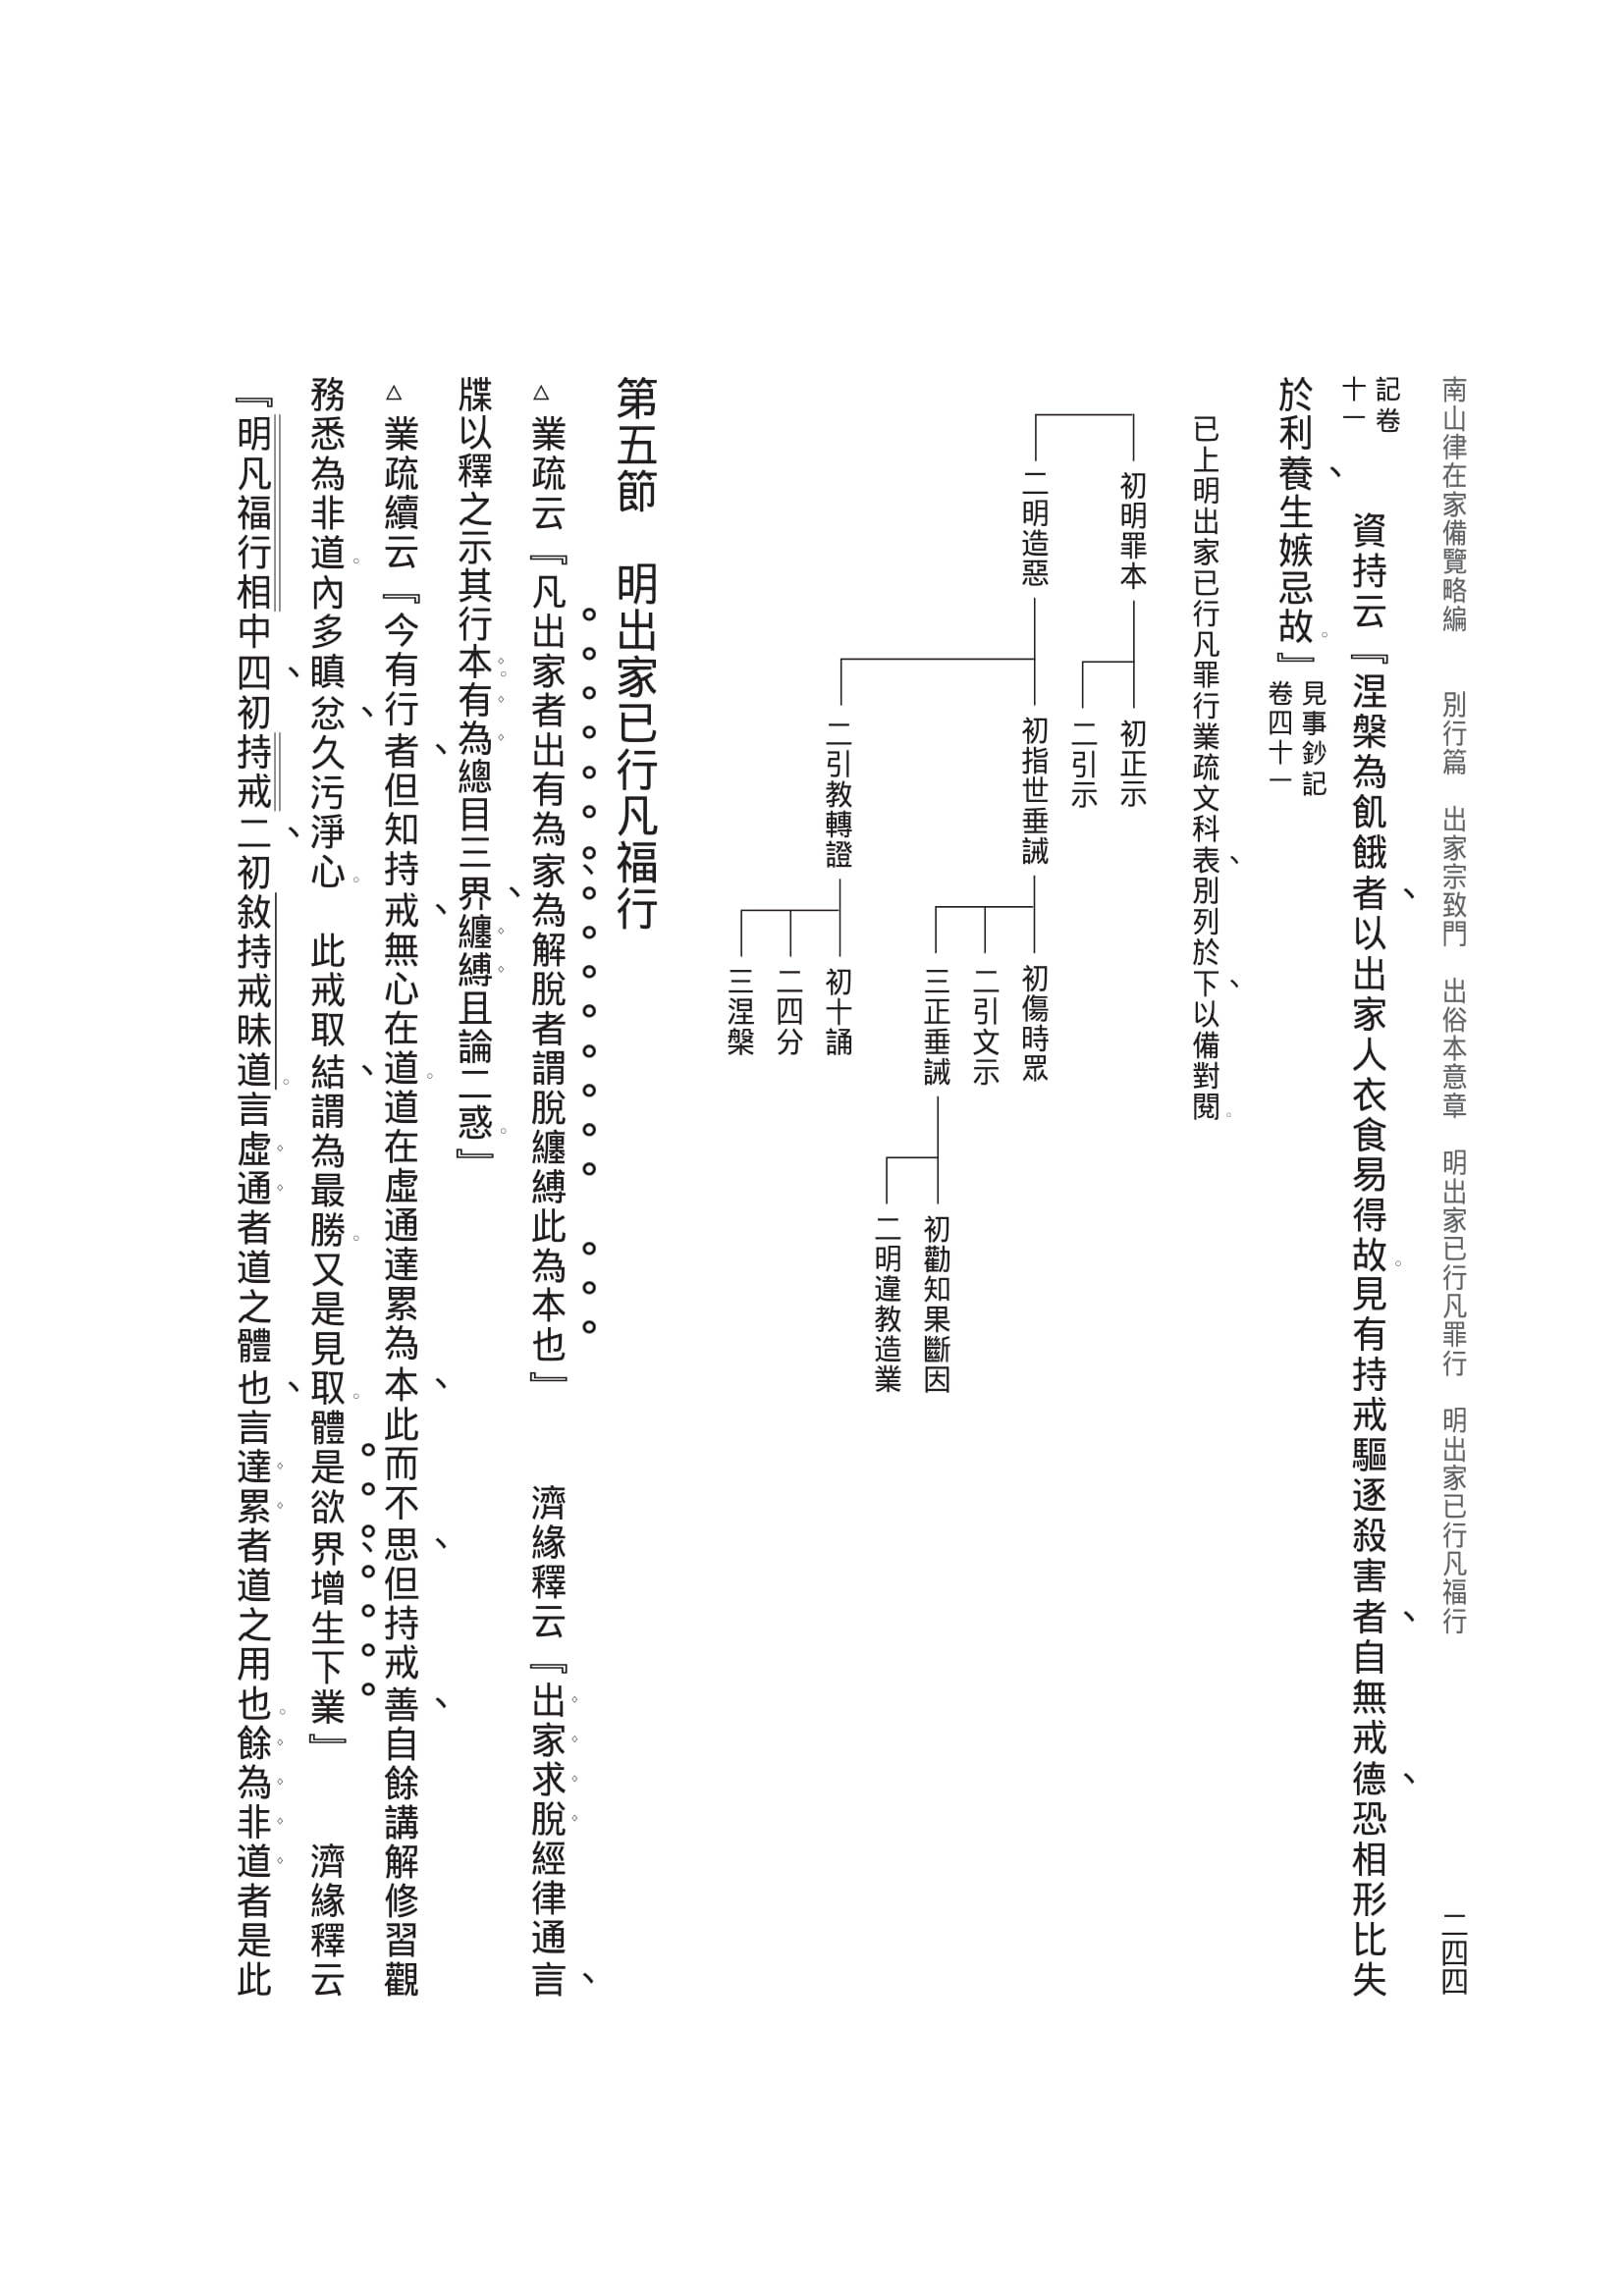 南山律在家備覽略編　別行篇　出家宗致門　出俗本意章　明出家已行凡罪行　明出家已行凡福行　二四四
記卷十一　資持云『涅槃為飢餓者、以出家人衣食易得故。見有持戒驅逐殺害者、自無戒德、恐相形比失
於利養、生嫉忌故。』見事鈔記卷四十一
已上明出家已行凡罪行業疏文科表、別列於下、以備對閱。
初明罪本
初正示
二引示
二明造惡
初指世垂誡
初傷時眾
二引文示
三正垂誡
初勸知果斷因
二明違教造業
二引教轉證
初十誦
二四分
三涅槃
第五節　明出家已行凡福行
△業疏云『凡出家者出有為家、為解脫者謂脫纏縛此為本也』　濟緣釋云『出家求脫經律通言、
牒以釋之示其行本。有為總目三界、纏縛且論二惑。』
△業疏續云『今有行者、但知持戒、無心在道。道在虛通達累為本、此而不思、但持戒善、自餘講解修習觀
務悉為非道。內多瞋忿、久污淨心。　此戒取結、謂為最勝。又是見取。體是欲界、增生下業』　濟緣釋云
『明凡福行相中四、初持戒二、初敘持戒昧道。言虛通者道之體也、言達累者道之用也。餘為非道者是此